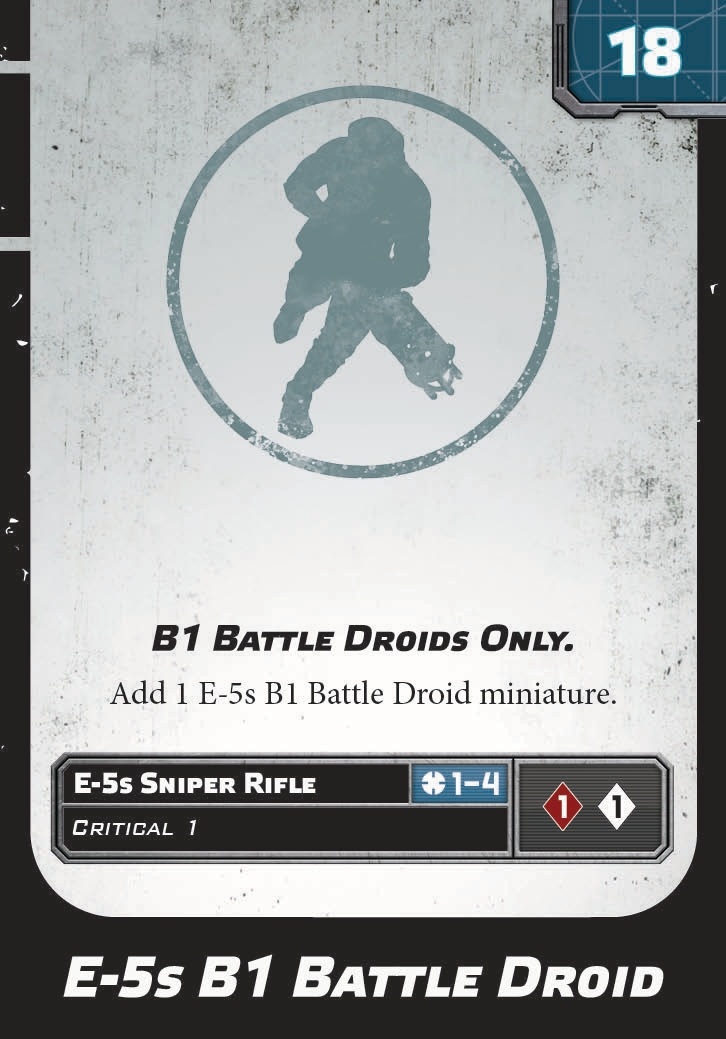 18
B1 Battle Droids Only.
Add 1 E-5s B1 Battle Droid miniature.
E-5s Sniper Rifle 1–4
1 1
Critical 1
E-5s B1 Battle Droid